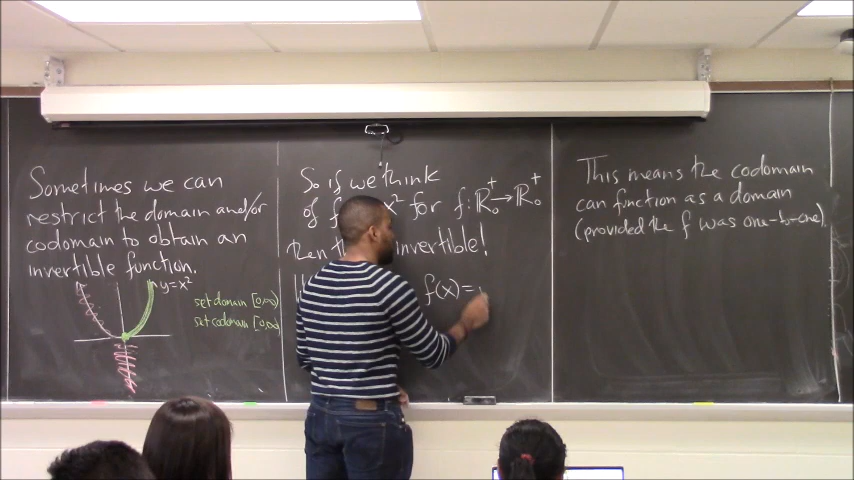 Sometimes we can
restrict the domain and/or
codomain to obtain an
invertible function.
y=x²
set domain [0,∞)
set codomain [0,∞)
So if we think
of f x² for f: ℝ₀⁺→ℝ₀⁺
then invertible!
f(x)=
This means the codomain
can function as a domain
(provided the f was one-to-one).